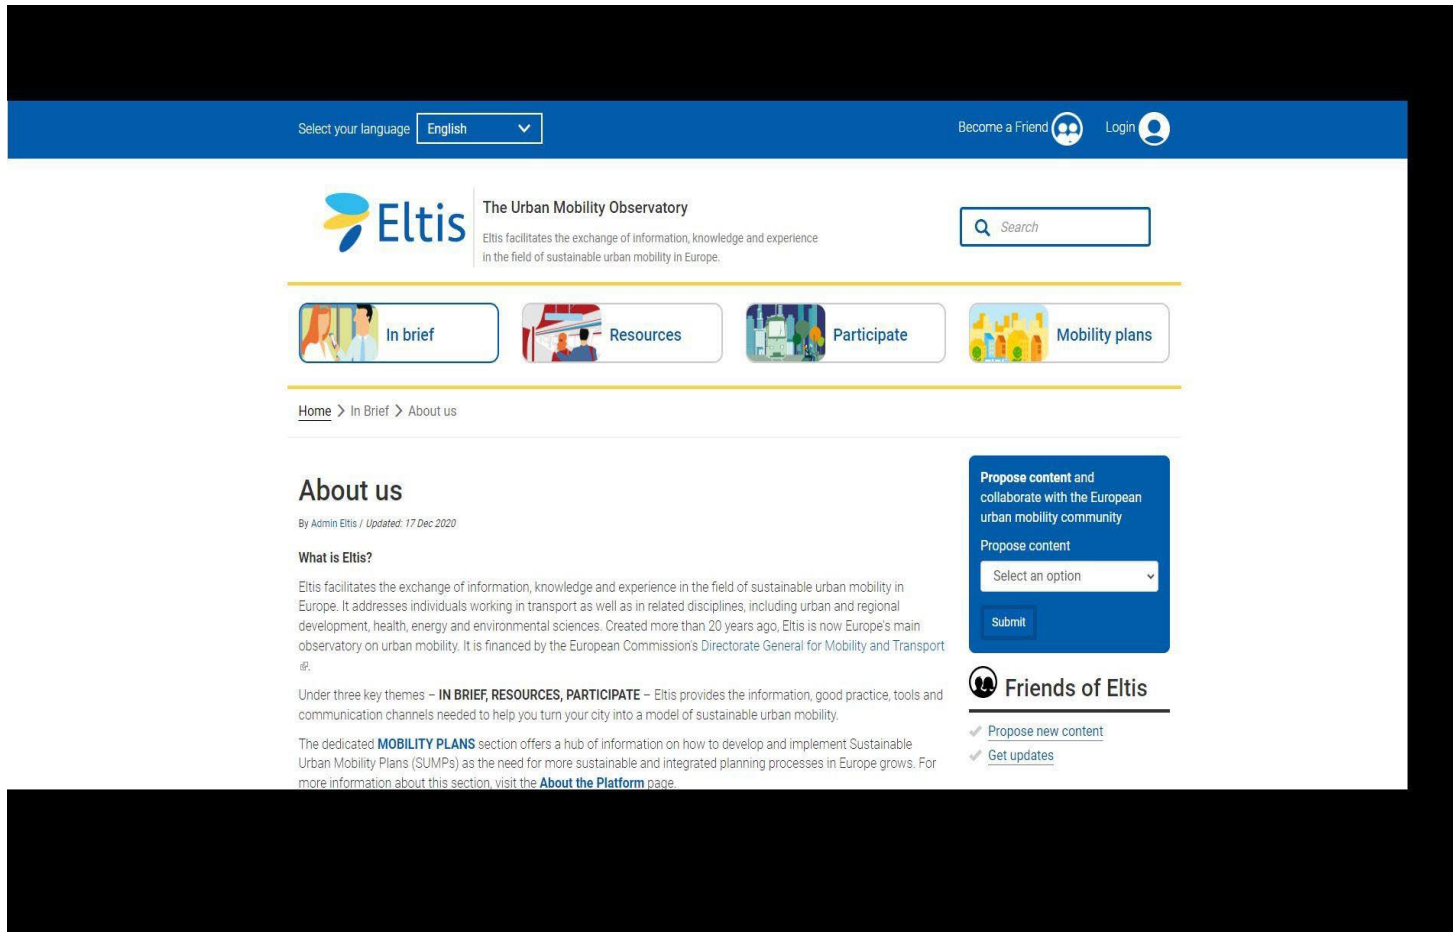 Select your language English
Become a Friend Login
Eltis
The Urban Mobility Observatory
Eltis facilitates the exchange of information, knowledge and experience
in the field of sustainable urban mobility in Europe.
Search
In brief
Resources
Participate
Mobility plans
Home > In Brief > About us
About us
By Admin Eltis / Updated: 17 Dec 2020
What is Eltis?
Eltis facilitates the exchange of information, knowledge and experience in the field of sustainable urban mobility in
Europe. It addresses individuals working in transport as well as in related disciplines, including urban and regional
development, health, energy and environmental sciences. Created more than 20 years ago, Eltis is now Europe's main
observatory on urban mobility. It is financed by the European Commission's Directorate General for Mobility and Transport
.
Under three key themes – IN BRIEF, RESOURCES, PARTICIPATE – Eltis provides the information, good practice, tools and
communication channels needed to help you turn your city into a model of sustainable urban mobility.
The dedicated MOBILITY PLANS section offers a hub of information on how to develop and implement Sustainable
Urban Mobility Plans (SUMPs) as the need for more sustainable and integrated planning processes in Europe grows. For
more information about this section, visit the About the Platform page.
Propose content and
collaborate with the European
urban mobility community
Propose content
Select an option
Submit
Friends of Eltis
Propose new content
Get updates